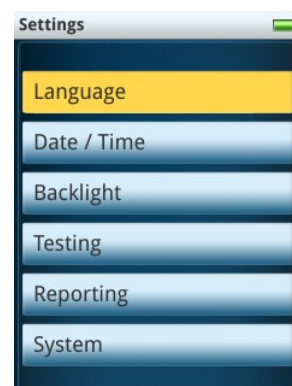 Settings
Language
Date / Time
Backlight
Testing
Reporting
System